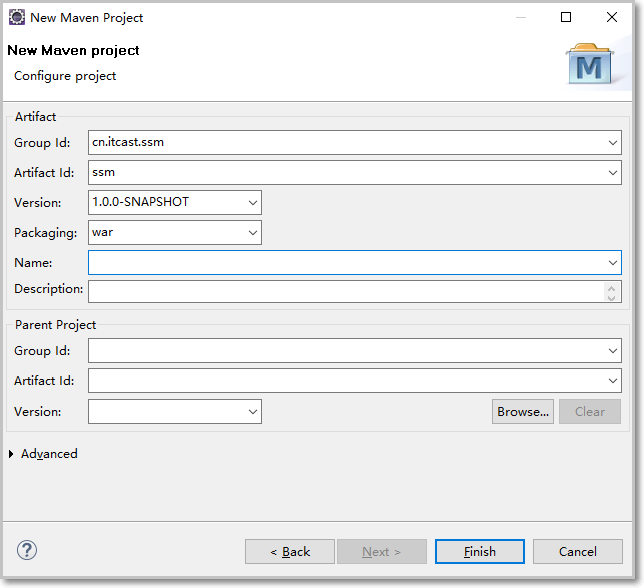 New Maven Project
New Maven project
Configure project
M
Artifact
Group Id: cn.itcast.ssm
Artifact Id: ssm
Version: 1.0.0-SNAPSHOT
Packaging: war
Name:
Description:
Parent Project
Group Id:
Artifact Id:
Version: Browse... Clear
Advanced
? < Back Next > Finish Cancel